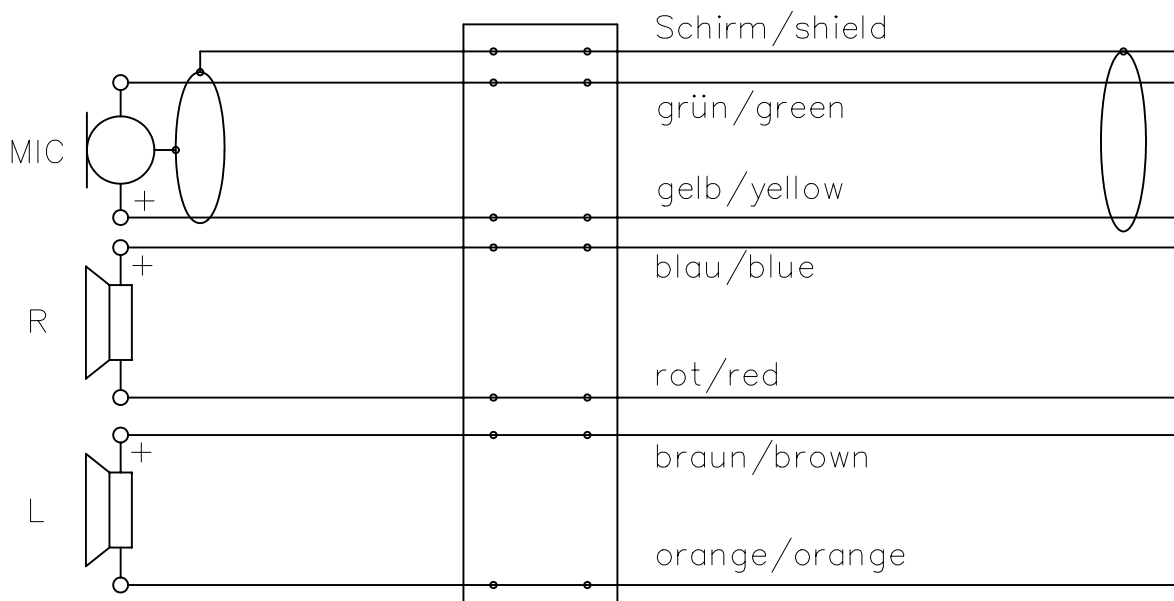 Schirm/shield
grün/green
MIC
gelb/yellow
+
+
blau/blue
R
rot/red
+
braun/brown
L
orange/orange